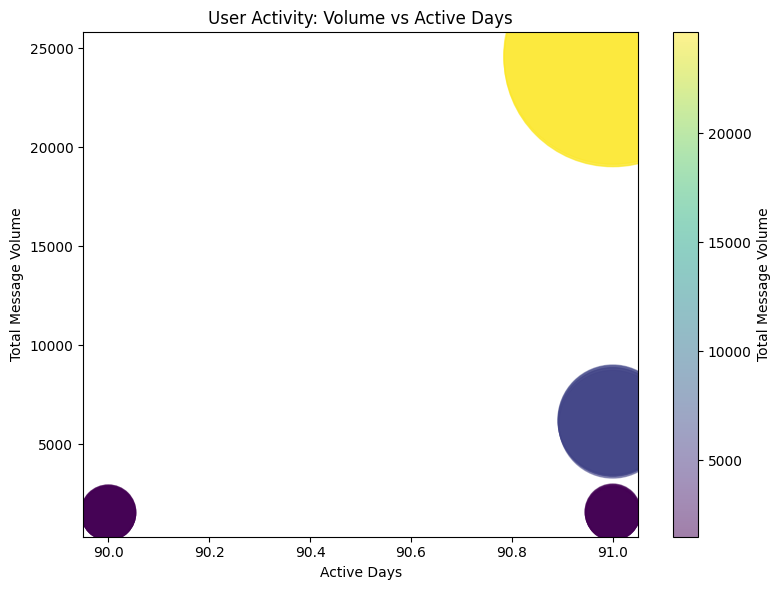 User Activity: Volume vs Active Days
25000
20000
15000
10000
5000
Total Message Volume
90.0 90.2 90.4 90.6 90.8 91.0
Active Days
20000
15000
10000
5000
Total Message Volume